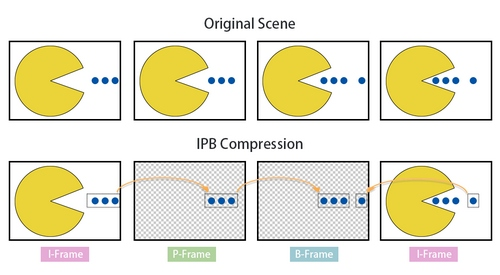 Original Scene
IPB Compression
I-Frame
P-Frame
B-Frame
I-Frame